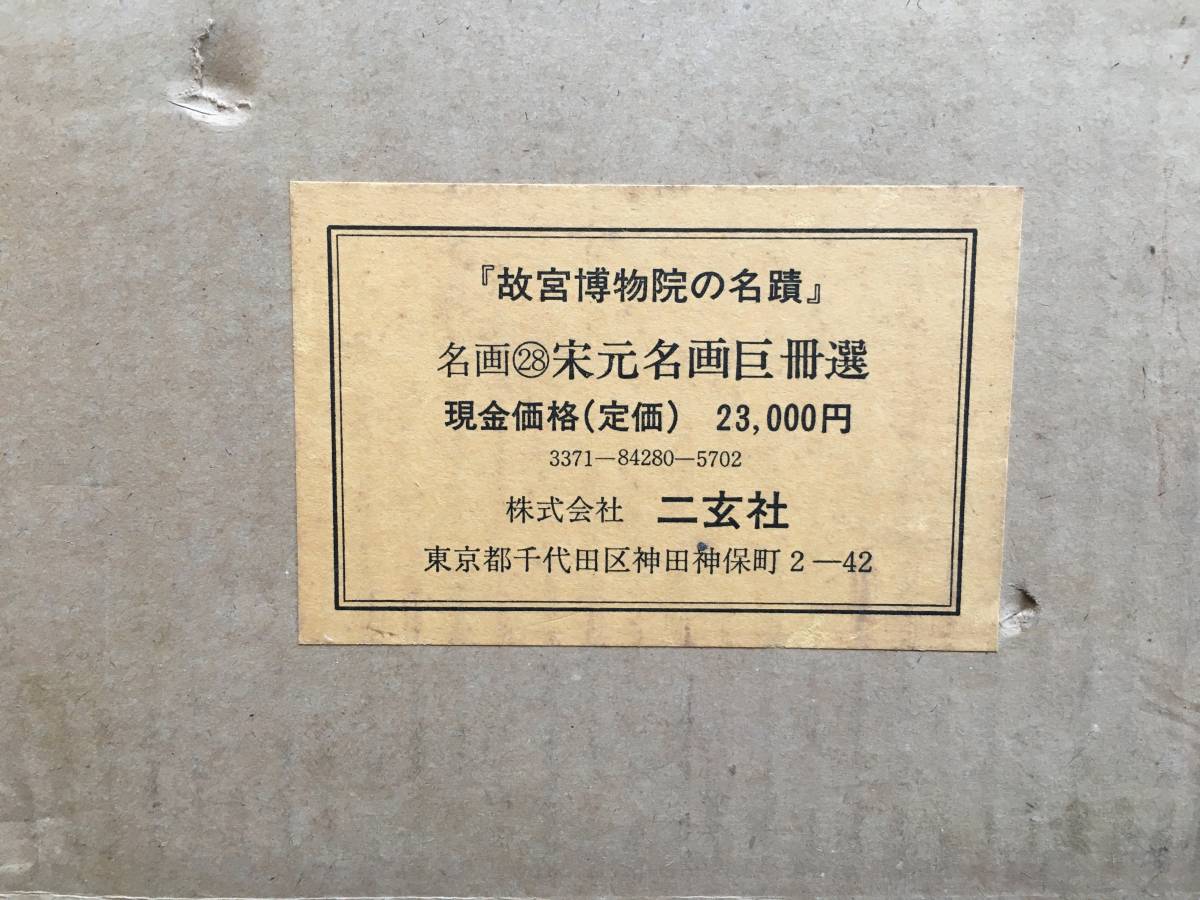 『故宮博物院の名蹟』
名画㉘宋元名画巨冊選
現金価格(定価) 23,000円
3371—84280—5702
株式会社 二玄社
東京都千代田区神田神保町2—42